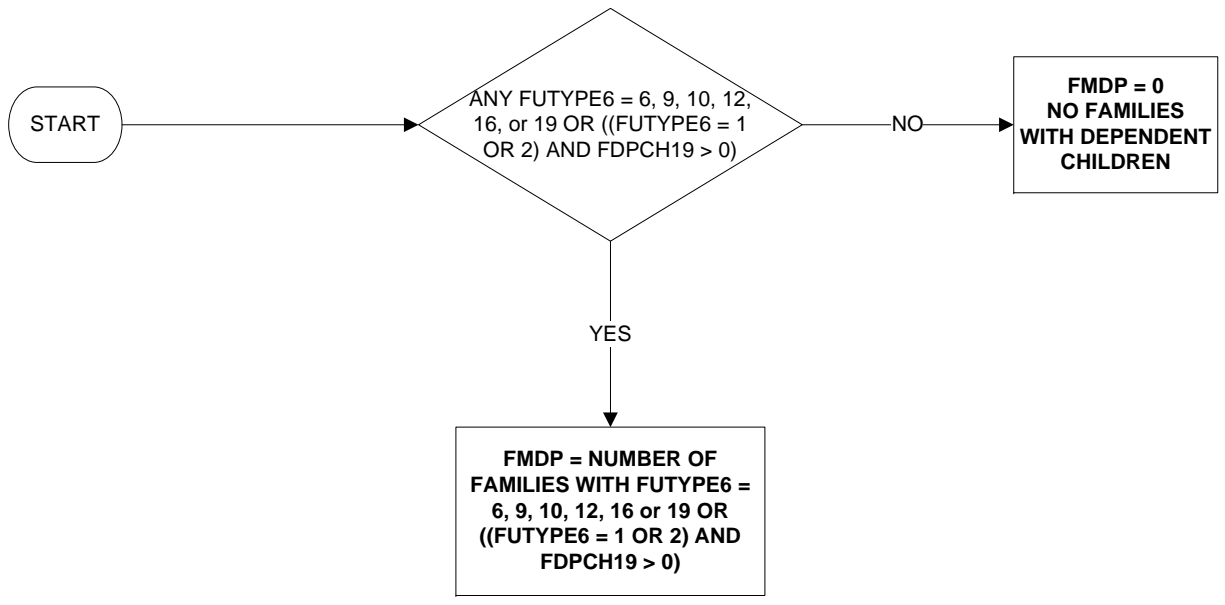 START
ANY FUTYPE6 = 6, 9, 10, 12,
16, or 19 OR ((FUTYPE6 = 1
OR 2) AND FDPCH19 > 0)
NO
FMDP = 0
NO FAMILIES
WITH DEPENDENT
CHILDREN
YES
FMDP = NUMBER OF
FAMILIES WITH FUTYPE6 =
6, 9, 10, 12, 16 or 19 OR
((FUTYPE6 = 1 OR 2) AND
FDPCH19 > 0)